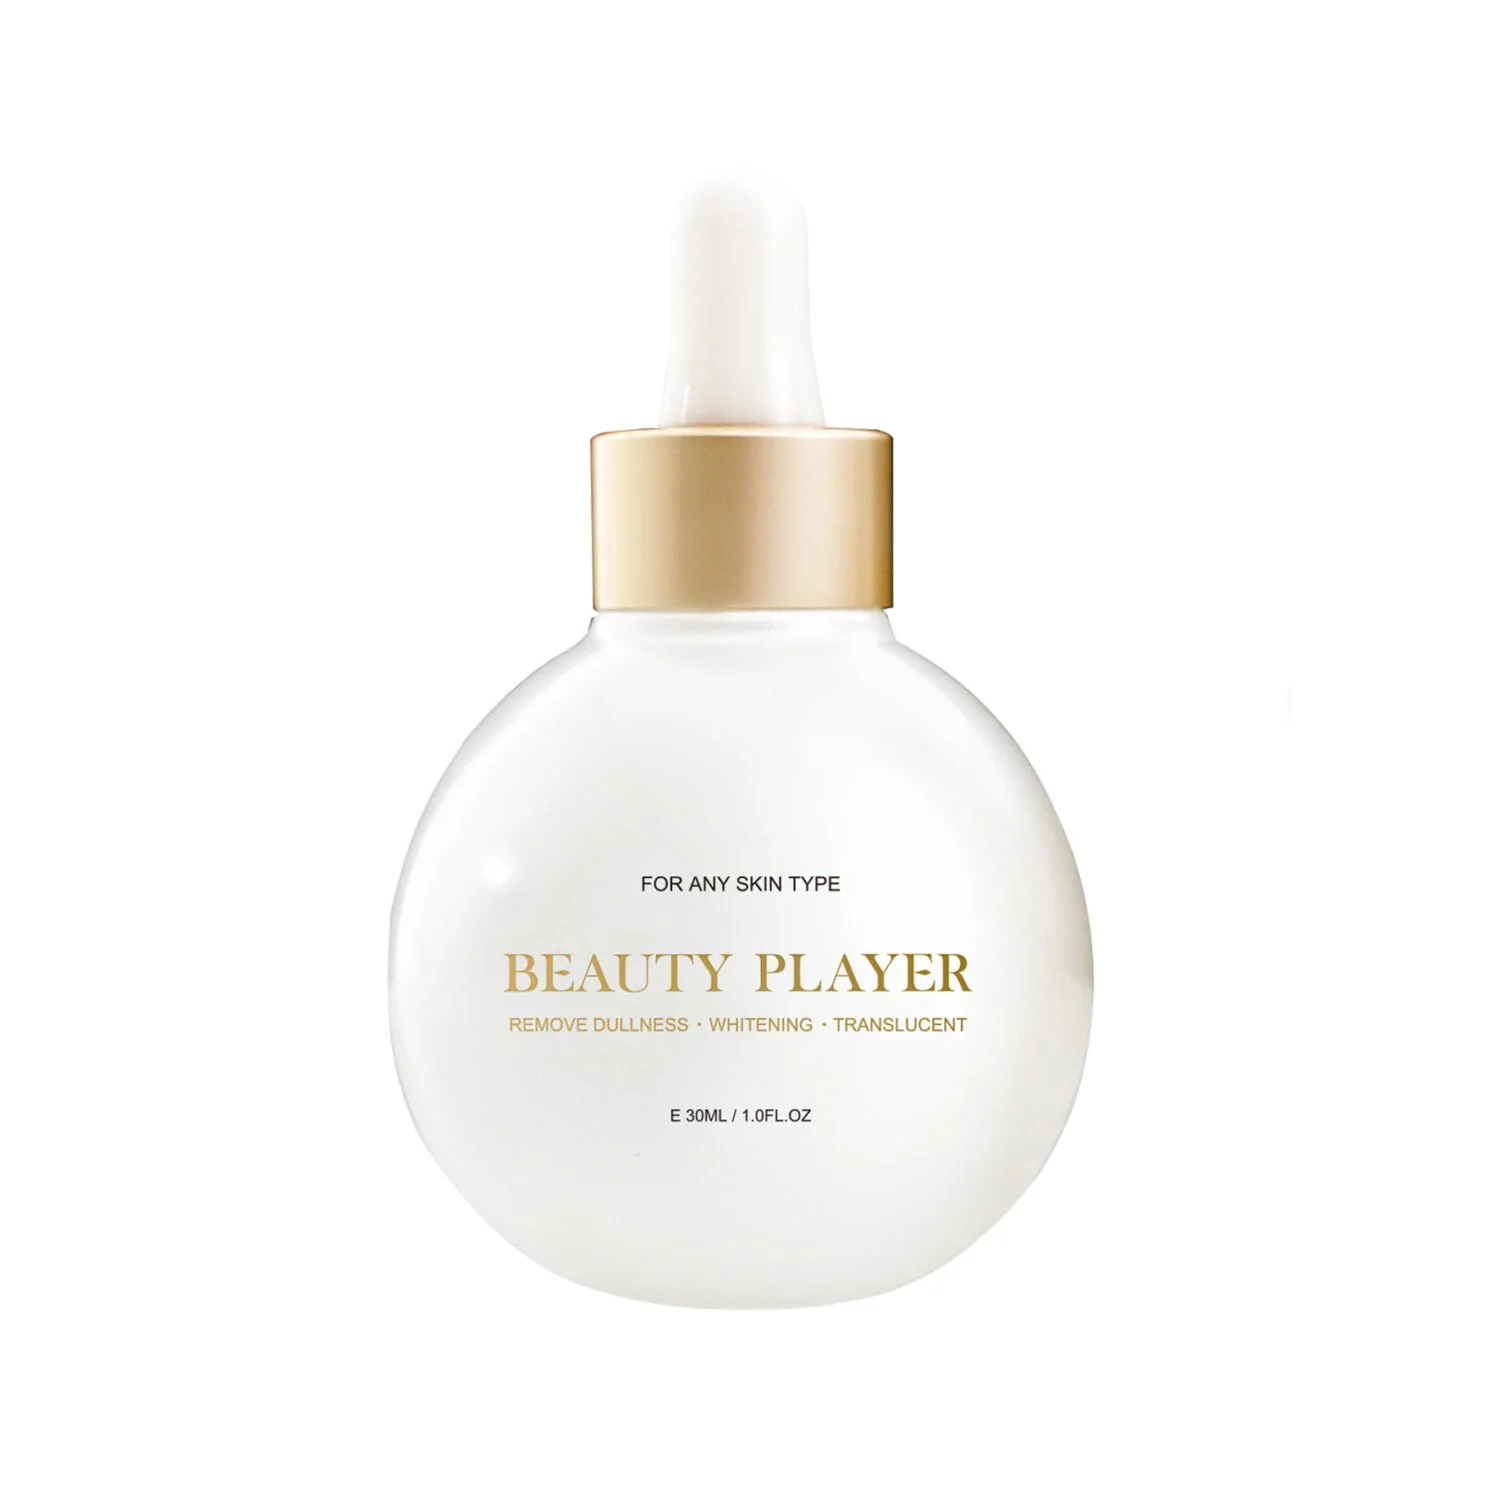 FOR ANY SKIN TYPE
BEAUTY PLAYER
REMOVE DULLNESS · WHITENING · TRANSLUCENT
E 30ML / 1.0FL.OZ